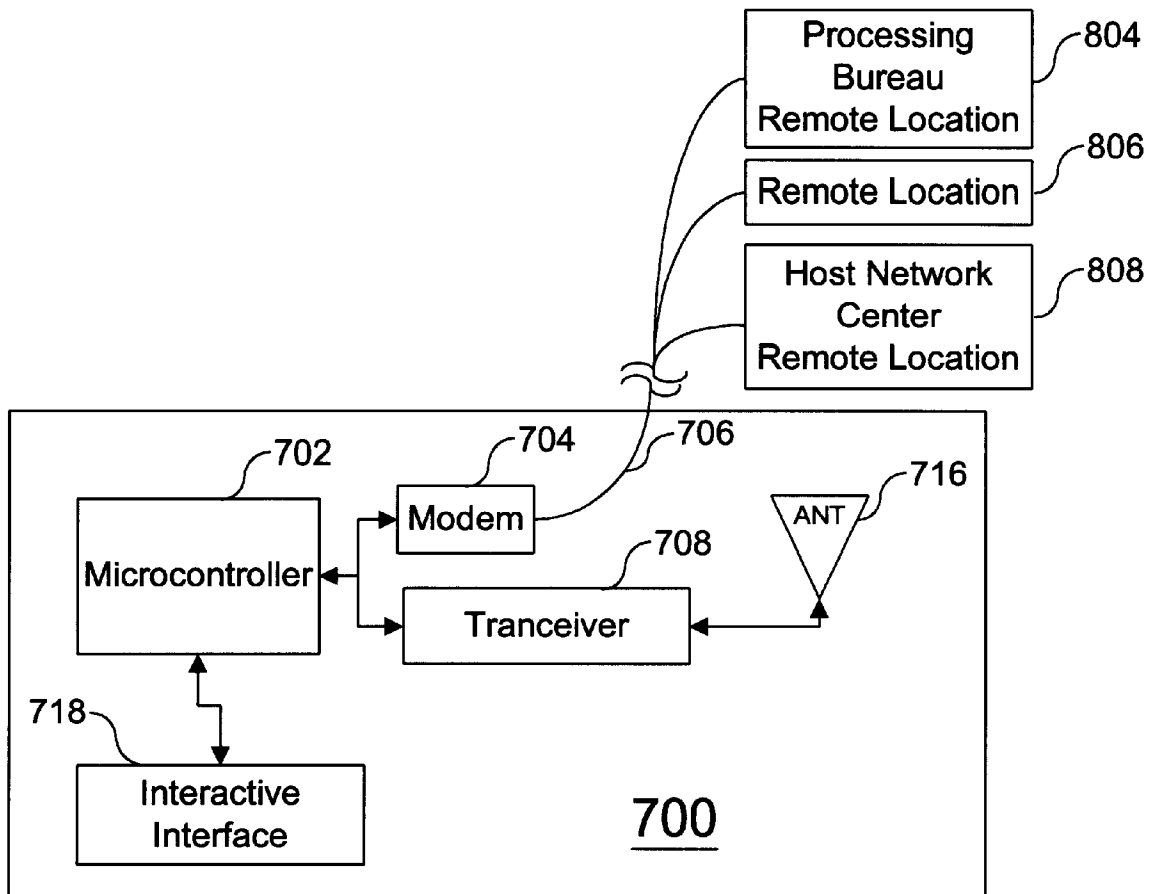 Processing
Bureau
Remote Location
804
Remote Location
806
Host Network
Center
Remote Location
808
702
Microcontroller
704
Modem
706
708
Tranceiver
716
ANT
718
Interactive
Interface
700